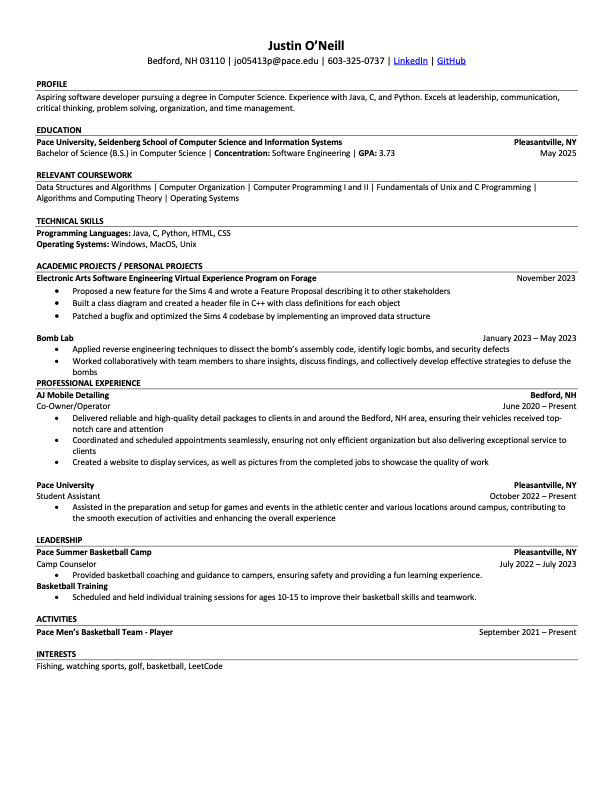 Justin O’Neill
Bedford, NH 03110 | jo05413p@pace.edu | 603-325-0737 | LinkedIn | GitHub
PROFILE
Aspiring software developer pursuing a degree in Computer Science. Experience with Java, C, and Python. Excels at leadership, communication,
critical thinking, problem solving, organization, and time management.
EDUCATION
Pace University, Seidenberg School of Computer Science and Information Systems Pleasantville, NY
Bachelor of Science (B.S.) in Computer Science | Concentration: Software Engineering | GPA: 3.73 May 2025
RELEVANT COURSEWORK
Data Structures and Algorithms | Computer Organization | Computer Programming I and II | Fundamentals of Unix and C Programming |
Algorithms and Computing Theory | Operating Systems
TECHNICAL SKILLS
Programming Languages: Java, C, Python, HTML, CSS
Operating Systems: Windows, MacOS, Unix
ACADEMIC PROJECTS / PERSONAL PROJECTS
Electronic Arts Software Engineering Virtual Experience Program on Forage November 2023
• Proposed a new feature for the Sims 4 and wrote a Feature Proposal describing it to other stakeholders
• Built a class diagram and created a header file in C++ with class definitions for each object
• Patched a bugfix and optimized the Sims 4 codebase by implementing an improved data structure
Bomb Lab January 2023 – May 2023
• Applied reverse engineering techniques to dissect the bomb’s assembly code, identify logic bombs, and security defects
• Worked collaboratively with team members to share insights, discuss findings, and collectively develop effective strategies to defuse the
bombs
PROFESSIONAL EXPERIENCE
AJ Mobile Detailing Bedford, NH
Co-Owner/Operator June 2020 – Present
• Delivered reliable and high-quality detail packages to clients in and around the Bedford, NH area, ensuring their vehicles received top-
notch care and attention
• Coordinated and scheduled appointments seamlessly, ensuring not only efficient organization but also delivering exceptional service to
clients
• Created a website to display services, as well as pictures from the completed jobs to showcase the quality of work
Pace University Pleasantville, NY
Student Assistant October 2022 – Present
• Assisted in the preparation and setup for games and events in the athletic center and various locations around campus, contributing to
the smooth execution of activities and enhancing the overall experience
LEADERSHIP
Pace Summer Basketball Camp Pleasantville, NY
Camp Counselor July 2022 – July 2023
• Provided basketball coaching and guidance to campers, ensuring safety and providing a fun learning experience.
Basketball Training
• Scheduled and held individual training sessions for ages 10-15 to improve their basketball skills and teamwork.
ACTIVITIES
Pace Men’s Basketball Team - Player September 2021 – Present
INTERESTS
Fishing, watching sports, golf, basketball, LeetCode